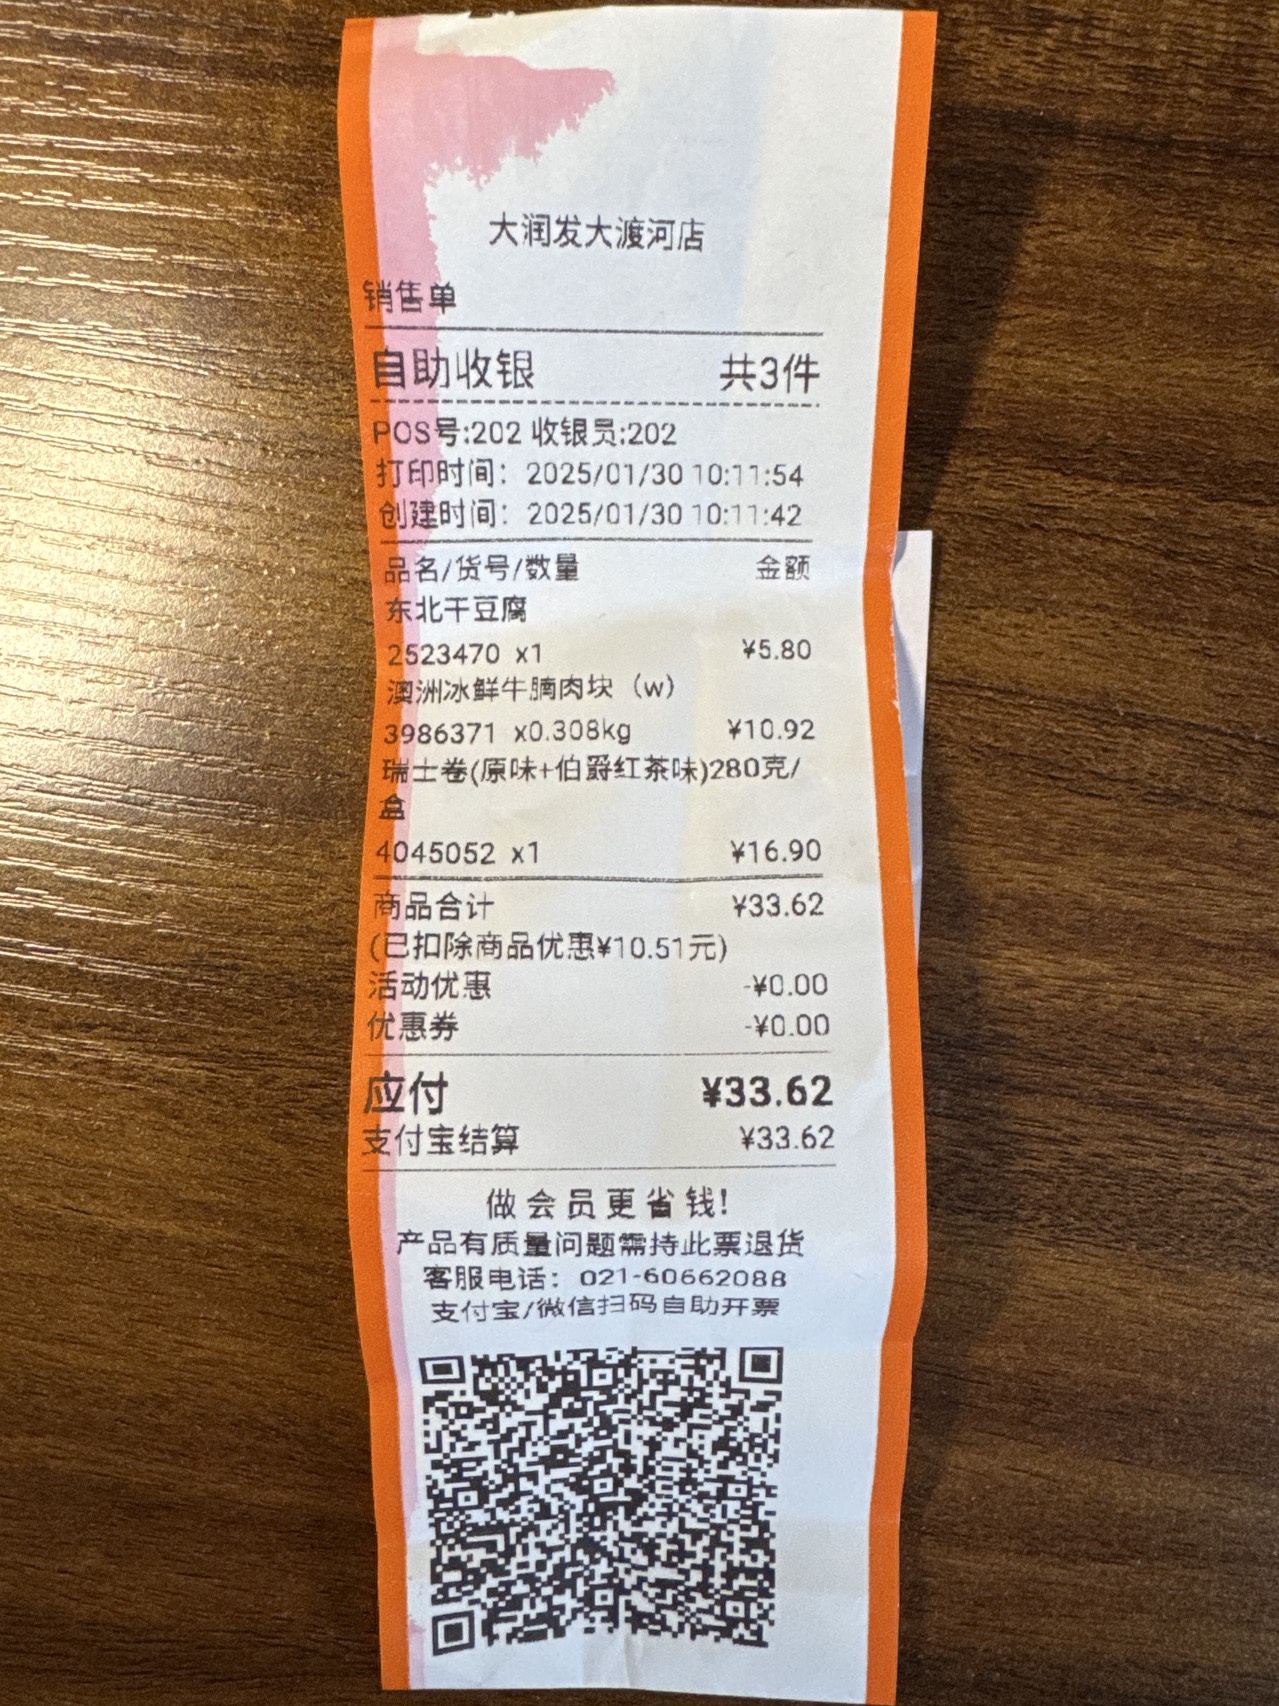 大润发大渡河店
销售单
自助收银 共3件
POS号:202 收银员:202
打印时间：2025/01/30 10:11:54
创建时间：2025/01/30 10:11:42
品名/货号/数量 金额
东北干豆腐
2523470 x1 ¥5.80
澳洲冰鲜牛腩肉块（w）
3986371 x0.308kg ¥10.92
瑞士卷(原味+伯爵红茶味)280克/
盒
4045052 x1 ¥16.90
商品合计 ¥33.62
(已扣除商品优惠¥10.51元)
活动优惠 -¥0.00
优惠券 -¥0.00
应付 ¥33.62
支付宝结算 ¥33.62
做会员更省钱!
产品有质量问题需持此票退货
客服电话：021-60662088
支付宝/微信扫码自助开票